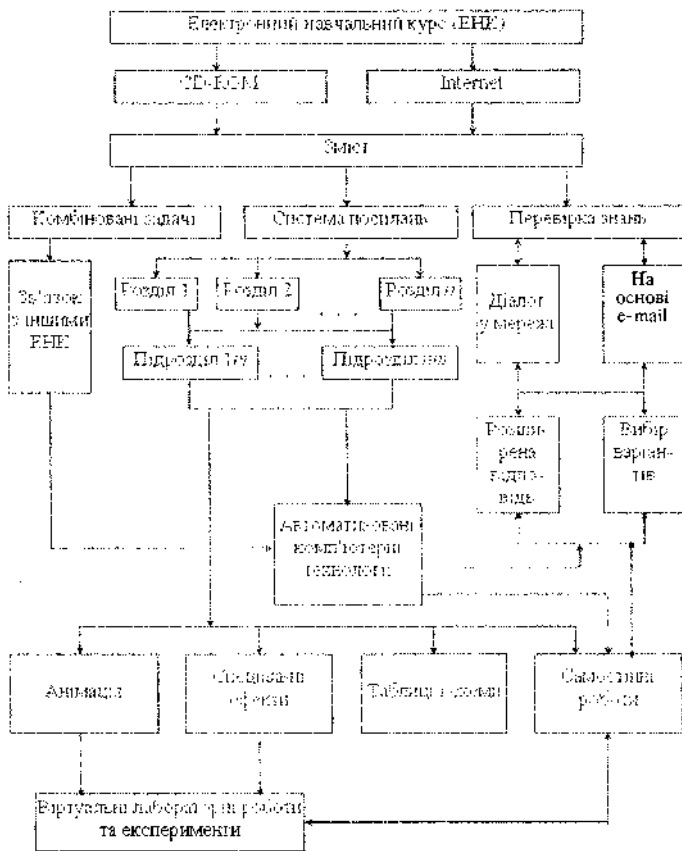 Електронний навчальний курс (ЕНК)
CD-ROM
Internet
Зміст
Комбіновані задачі
Система посилань
Перевірка знань
Зв'язок
з іншими
ЕНК
Розділ 1
Розділ 2
Розділ n
Підрозділ 1m
Підрозділ nm
Діалог
у мережі
На
основі
e-mail
Розши-
рена
відпо-
відь
Вибір
варіан-
тів
Автоматизовані
комп'ютерні
технології
Анімація
Спеціальні
ефекти
Таблиці і схеми
Самостійна
робота
Віртуальні лабораторні роботи
та експерименти